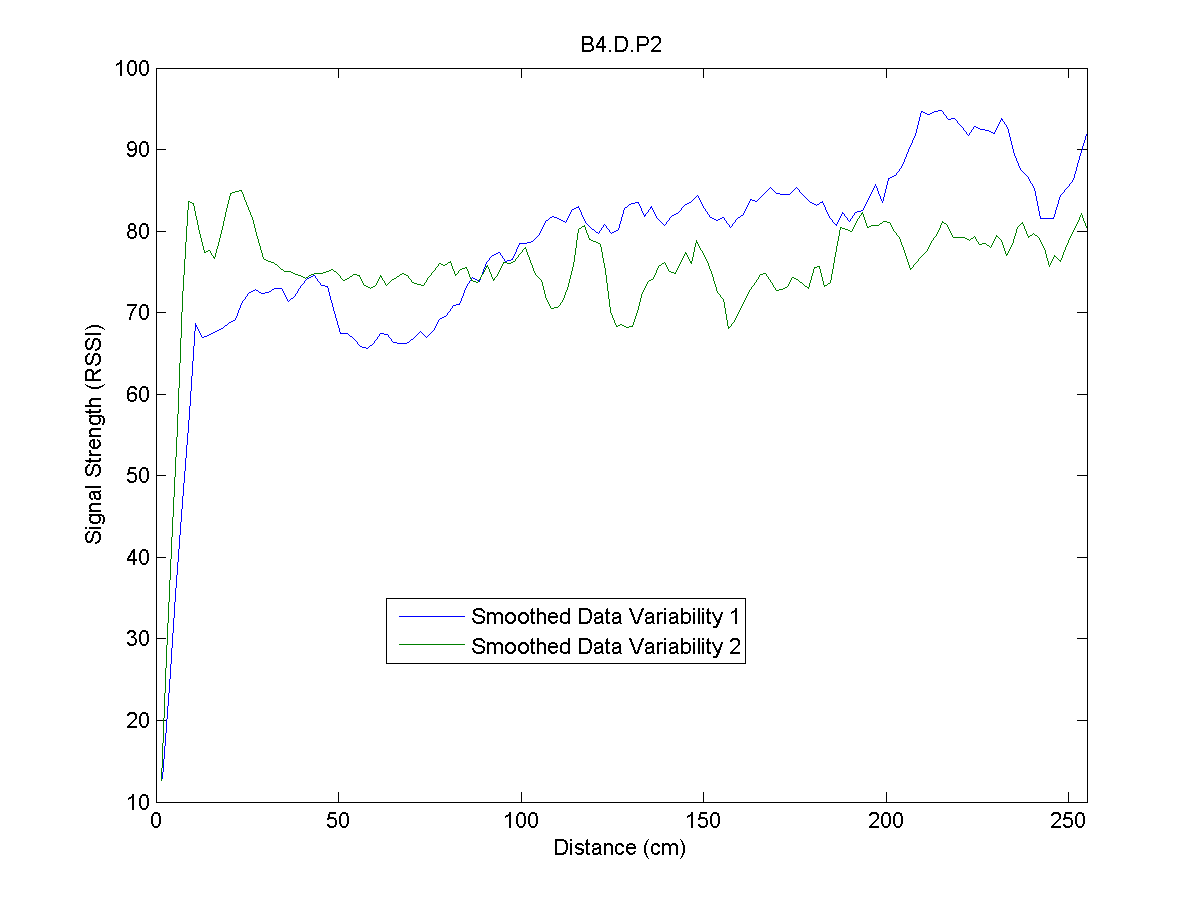 B4.D.P2
100
90
80
70
60
50
40
30
20
10
Signal Strength (RSSI)
Smoothed Data Variability 1
Smoothed Data Variability 2
0 50 100 150 200 250
Distance (cm)